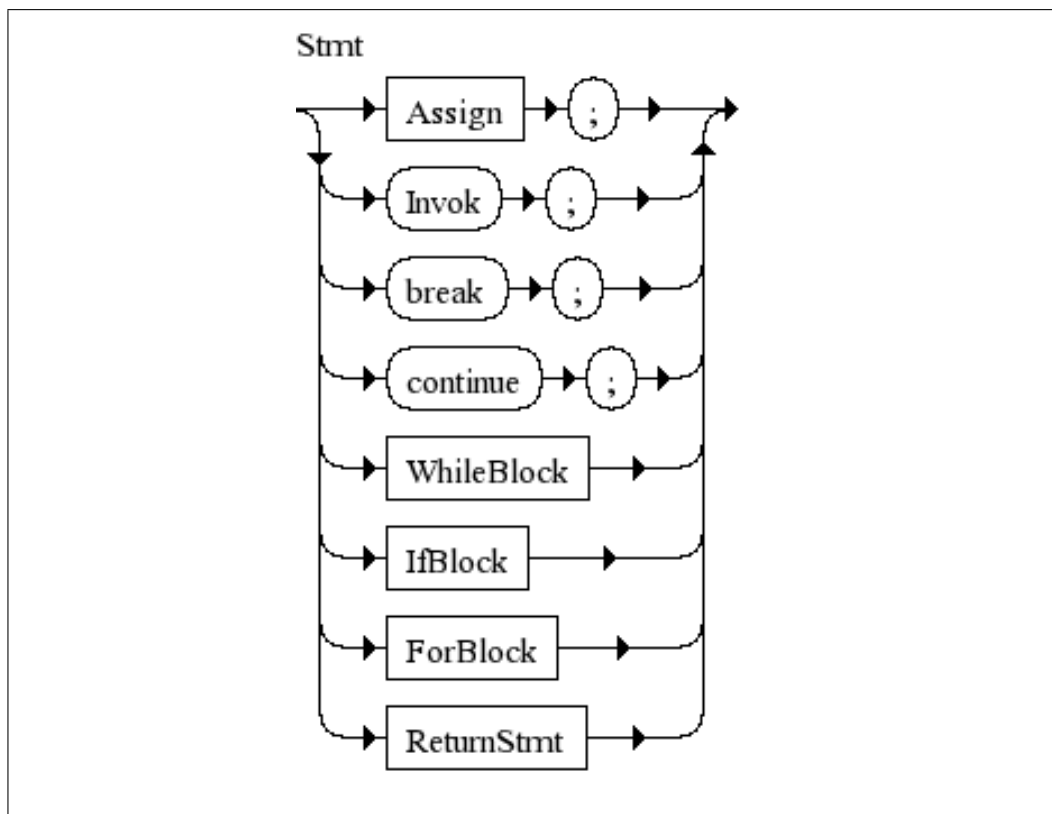 Stmt
Assign ;
Invok ;
break ;
continue ;
WhileBlock
IfBlock
ForBlock
ReturnStmt